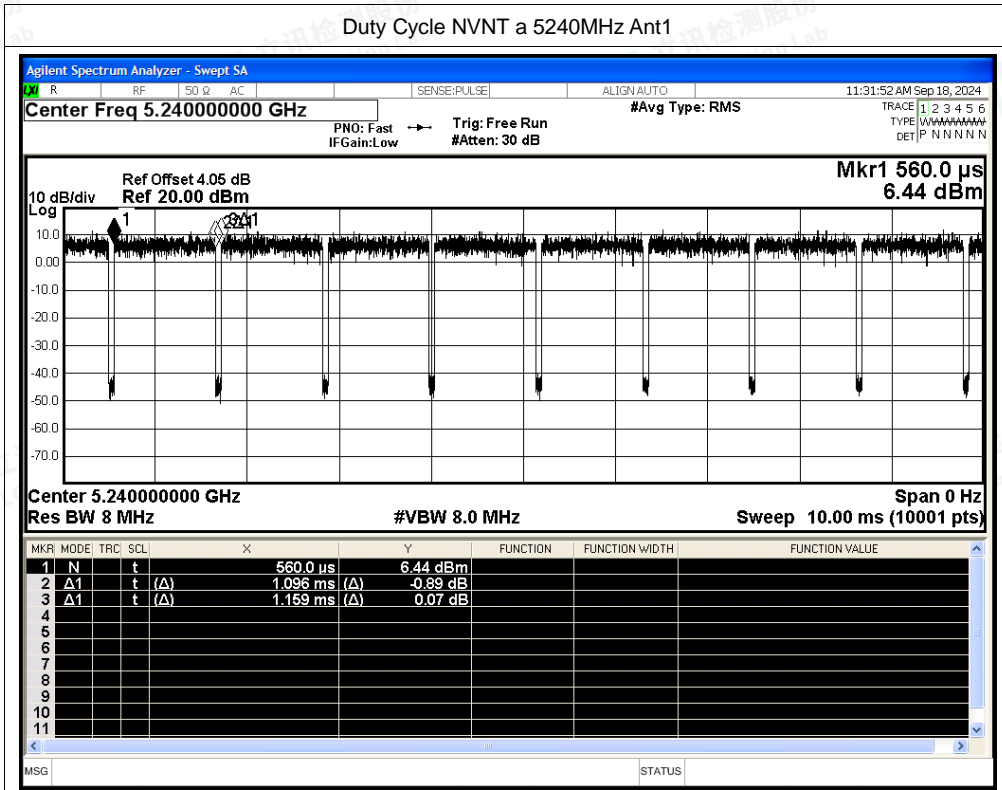 Duty Cycle NVNT a 5240MHz Ant1
Agilent Spectrum Analyzer - Swept SA
LXI R RF 50 Ω AC SENSE:PULSE ALIGN AUTO 11:31:52 AM Sep 18, 2024
Center Freq 5.240000000 GHz
PNO: Fast
IFGain:Low
Trig: Free Run
#Atten: 30 dB
#Avg Type: RMS
TRACE 1 2 3 4 5 6
TYPE W
DET P N N N N N
Mkr1 560.0 µs
6.44 dBm
Ref Offset 4.05 dB
10 dB/div Ref 20.00 dBm
Log
10.0
0.00
-10.0
-20.0
-30.0
-40.0
-50.0
-60.0
-70.0
1
Center 5.240000000 GHz Span 0 Hz
Res BW 8 MHz #VBW 8.0 MHz Sweep 10.00 ms (10001 pts)
MKR MODE TRC SCL X Y FUNCTION FUNCTION WIDTH FUNCTION VALUE
1 N t 560.0 µs 6.44 dBm
2 Δ1 t (Δ) 1.096 ms (Δ) -0.89 dB
3 Δ1 t (Δ) 1.159 ms (Δ) 0.07 dB
4
5
6
7
8
9
10
11
MSG STATUS